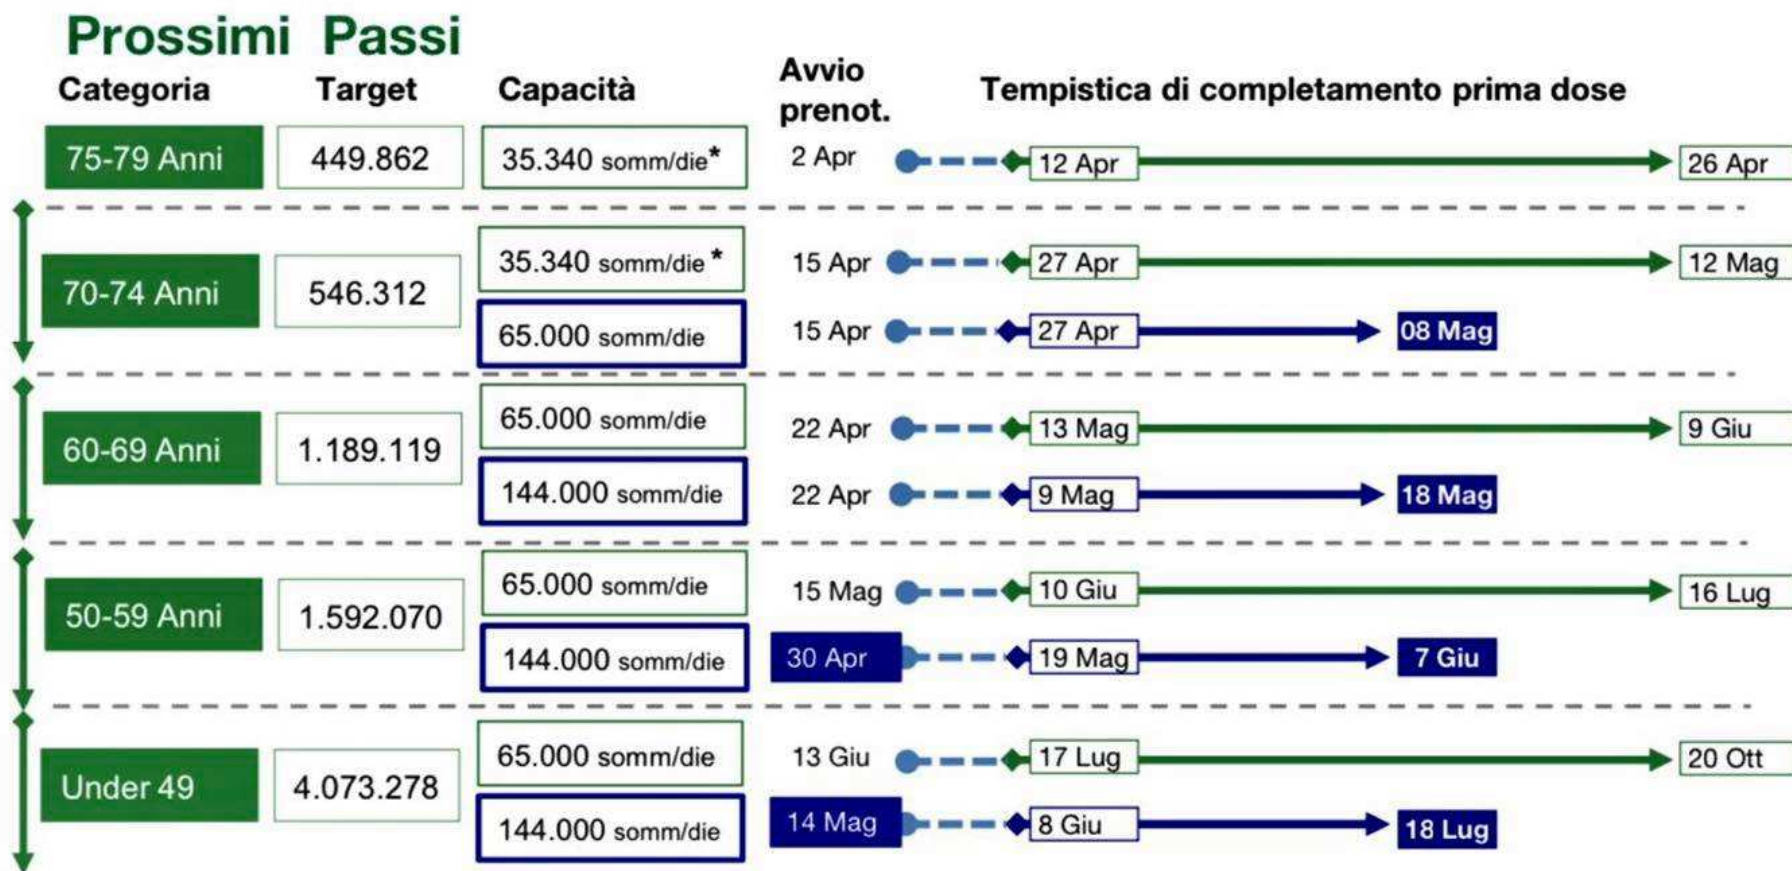 Prossimi Passi
Categoria Target Capacità Avvio prenot. Tempistica di completamento prima dose
75-79 Anni 449.862 35.340 somm/die* 2 Apr 12 Apr 26 Apr
70-74 Anni 546.312
35.340 somm/die* 15 Apr 27 Apr 12 Mag
65.000 somm/die 15 Apr 27 Apr 08 Mag
60-69 Anni 1.189.119
65.000 somm/die 22 Apr 13 Mag 9 Giu
144.000 somm/die 22 Apr 9 Mag 18 Mag
50-59 Anni 1.592.070
65.000 somm/die 15 Mag 10 Giu 16 Lug
144.000 somm/die 30 Apr 19 Mag 7 Giu
Under 49 4.073.278
65.000 somm/die 13 Giu 17 Lug 20 Ott
144.000 somm/die 14 Mag 8 Giu 18 Lug